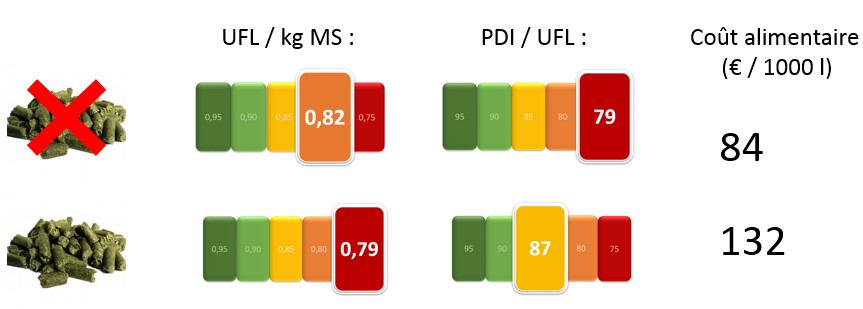 UFL / kg MS :
PDI / UFL :
Coût alimentaire
(€ / 1000 l)
0,95 0,90 0,85 0,82 0,75
95 90 85 80 79
84
0,95 0,90 0,85 0,80 0,79
95 90 87 80 75
132